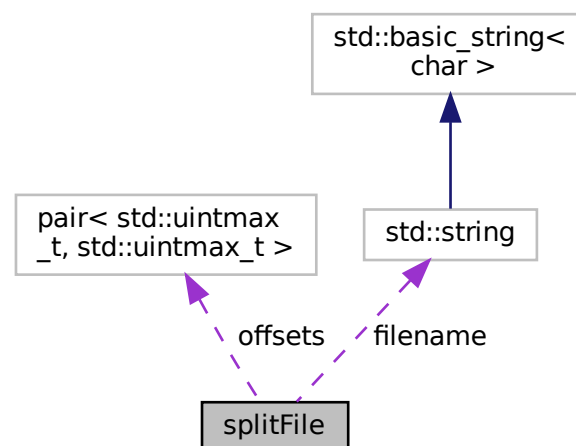 std::basic_string<
char >
pair< std::uintmax
_t, std::uintmax_t >
std::string
offsets
filename
splitFile